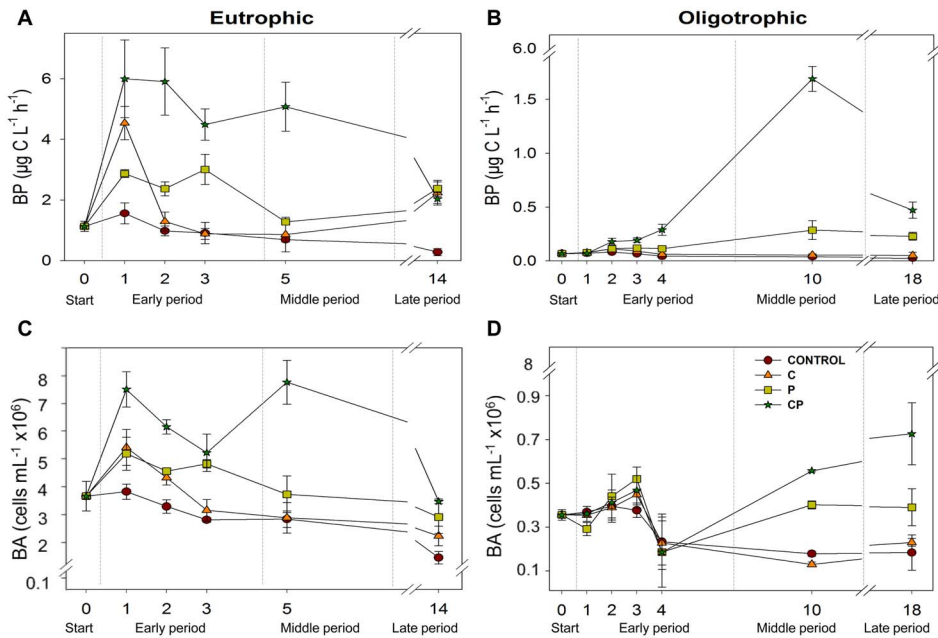 Eutrophic
Oligotrophic
A
BP (µg C L⁻¹ h⁻¹)
6
4
2
0
0 1 2 3 5 14
Start Early period Middle period Late period
B
BP (µg C L⁻¹ h⁻¹)
6.0
1.5
1.0
0.5
0.0
0 1 2 3 4 10 18
Start Early period Middle period Late period
C
BA (cells mL⁻¹ x10⁶)
8
7
6
5
4
3
2
0.1
0 1 2 3 5 14
Start Early period Middle period Late period
D
BA (cells mL⁻¹ x10⁶)
8
0.9
0.7
0.5
0.3
0.1
CONTROL
C
P
CP
0 1 2 3 4 10 18
Start Early period Middle period Late period